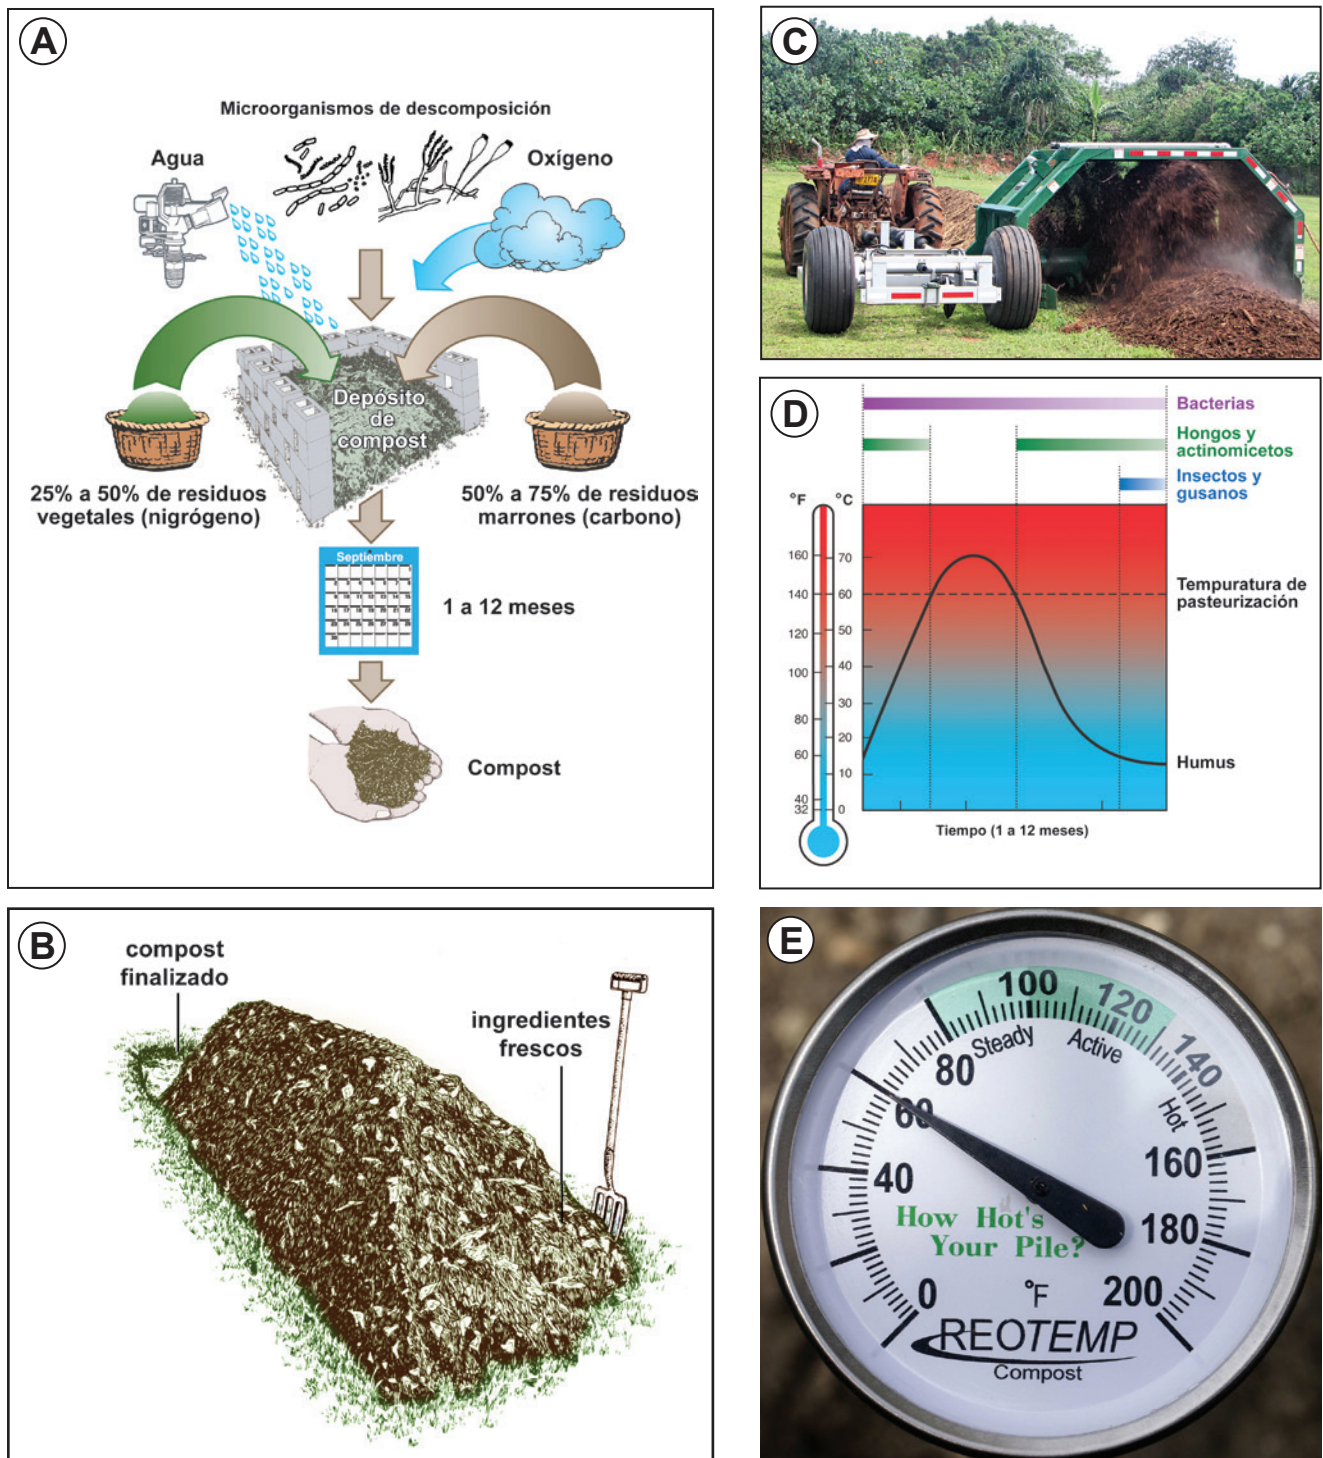 A
Microorganismos de descomposición
Agua
Oxígeno
Depósito
de
compost
25% a 50% de residuos
vegetales (nigrógeno)
50% a 75% de residuos
marrones (carbono)
Septiembre
1 a 12 meses
Compost
B
compost
finalizado
ingredientes
frescos
C
D
Bacterias
Hongos y
actinomicetos
Insectos y
gusanos
°F
°C
160
140
120
100
80
60
40
32
70
60
50
40
30
20
10
0
Tempuratura de
pasteurización
Humus
Tiempo (1 a 12 meses)
E
0
40
60
80
100
120
140
160
180
200
Steady
Active
Hot
How Hot's
Your Pile?
°F
REOTEMP
Compost